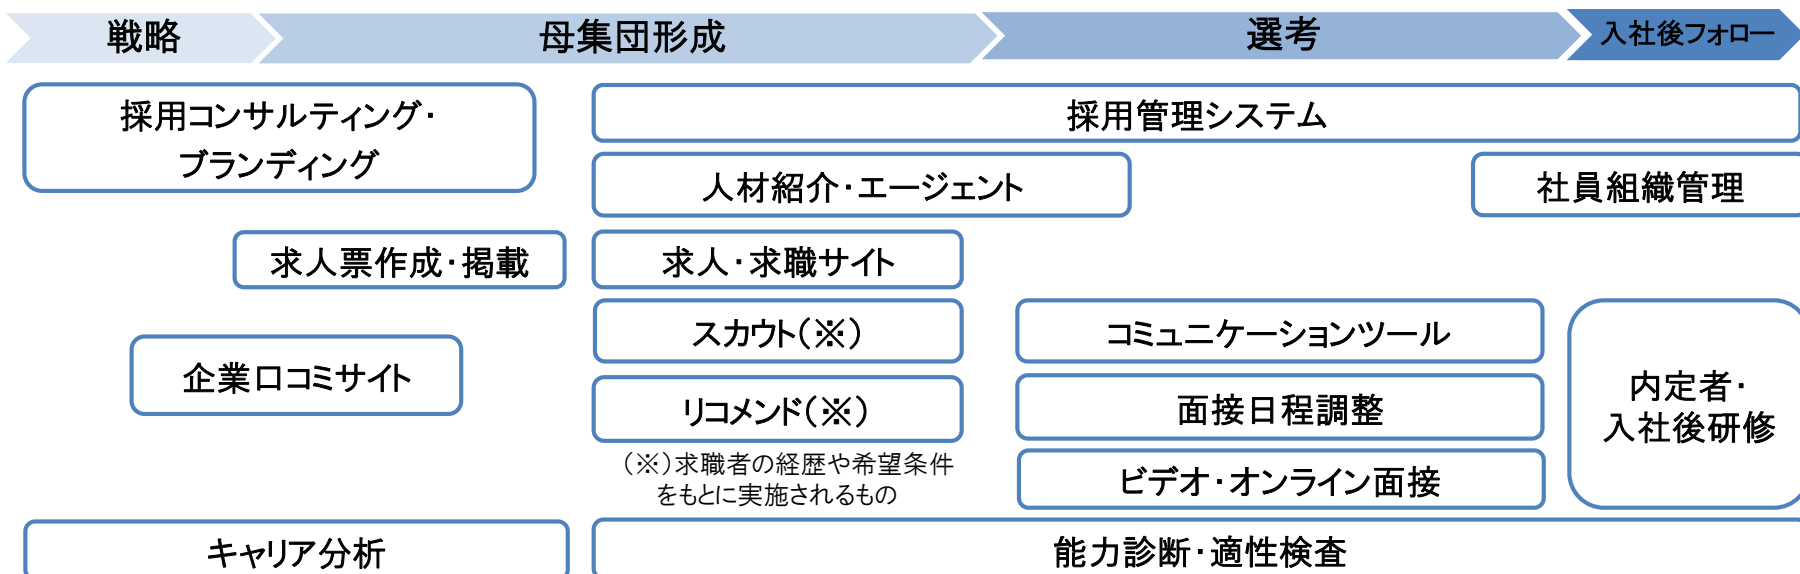 戦略
母集団形成
選考
入社後フォロー
採用コンサルティング・
ブランディング
採用管理システム
人材紹介・エージェント
社員組織管理
求人票作成・掲載
求人・求職サイト
スカウト(※)
コミュニケーションツール
企業口コミサイト
リコメンド(※)
面接日程調整
内定者・
入社後研修
(※)求職者の経歴や希望条件
をもとに実施されるもの
ビデオ・オンライン面接
キャリア分析
能力診断・適性検査